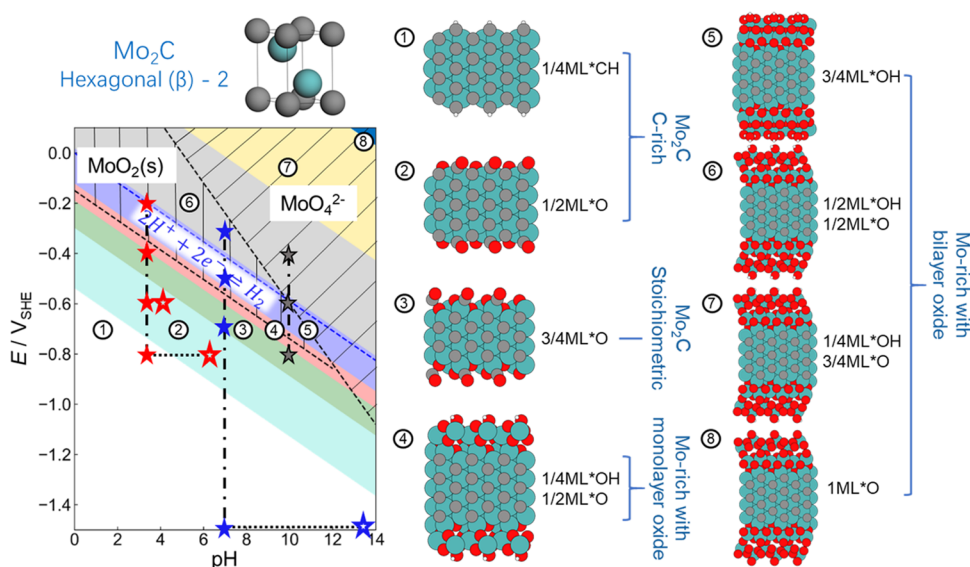 Mo₂C
Hexagonal (β) - 2
E / V_SHE
0.0
−0.2
−0.4
−0.6
−0.8
−1.0
−1.2
−1.4
0
2
4
6
8
10
12
14
pH
MoO₂(s)
MoO₄²⁻
2H⁺ + 2e⁻ ⇌ H₂
①
②
③
④
⑤
⑥
⑦
⑧
①
1/4ML*CH
②
1/2ML*O
Mo₂C
C-rich
③
3/4ML*O
Mo₂C
Stoichiometric
④
1/4ML*OH
1/2ML*O
Mo-rich with
monolayer oxide
⑤
3/4ML*OH
⑥
1/2ML*OH
1/2ML*O
⑦
1/4ML*OH
3/4ML*O
⑧
1ML*O
Mo-rich with
bilayer oxide